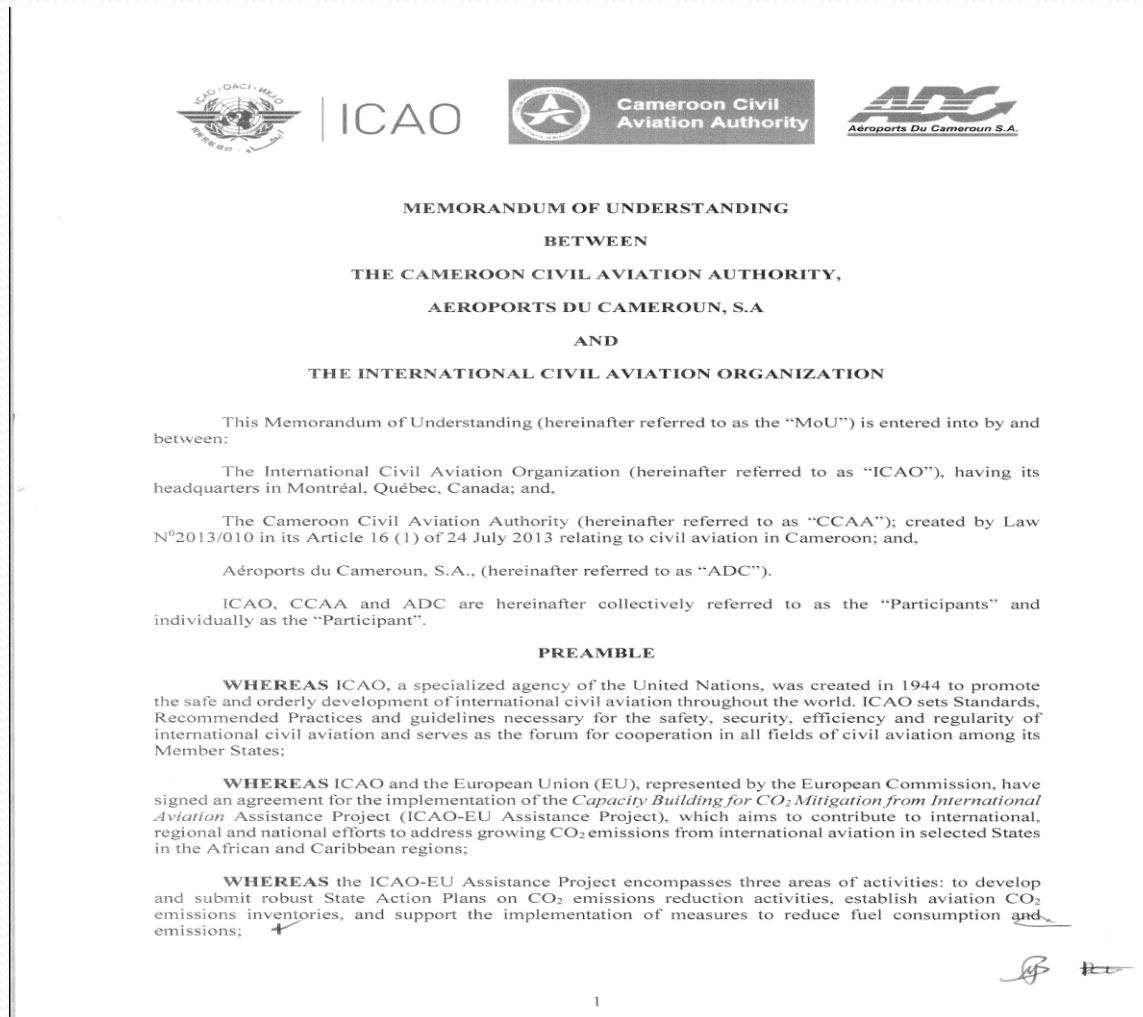 ICAO · OACI · ИКАО
ICAO
Cameroon Civil
Aviation Authority
ADC
Aéroports Du Cameroun S.A.
MEMORANDUM OF UNDERSTANDING
BETWEEN
THE CAMEROON CIVIL AVIATION AUTHORITY,
AEROPORTS DU CAMEROUN, S.A
AND
THE INTERNATIONAL CIVIL AVIATION ORGANIZATION
This Memorandum of Understanding (hereinafter referred to as the “MoU”) is entered into by and
between:
The International Civil Aviation Organization (hereinafter referred to as “ICAO”), having its
headquarters in Montréal, Québec, Canada; and,
The Cameroon Civil Aviation Authority (hereinafter referred to as “CCAA”); created by Law
N⁰2013/010 in its Article 16 (1) of 24 July 2013 relating to civil aviation in Cameroon; and,
Aéroports du Cameroun, S.A., (hereinafter referred to as “ADC”).
ICAO, CCAA and ADC are hereinafter collectively referred to as the “Participants” and
individually as the “Participant”.
PREAMBLE
WHEREAS ICAO, a specialized agency of the United Nations, was created in 1944 to promote
the safe and orderly development of international civil aviation throughout the world. ICAO sets Standards,
Recommended Practices and guidelines necessary for the safety, security, efficiency and regularity of
international civil aviation and serves as the forum for cooperation in all fields of civil aviation among its
Member States;
WHEREAS ICAO and the European Union (EU), represented by the European Commission, have
signed an agreement for the implementation of the Capacity Building for CO₂ Mitigation from International
Aviation Assistance Project (ICAO-EU Assistance Project), which aims to contribute to international,
regional and national efforts to address growing CO₂ emissions from international aviation in selected States
in the African and Caribbean regions;
WHEREAS the ICAO-EU Assistance Project encompasses three areas of activities: to develop
and submit robust State Action Plans on CO₂ emissions reduction activities, establish aviation CO₂
emissions inventories, and support the implementation of measures to reduce fuel consumption and
emissions;
1